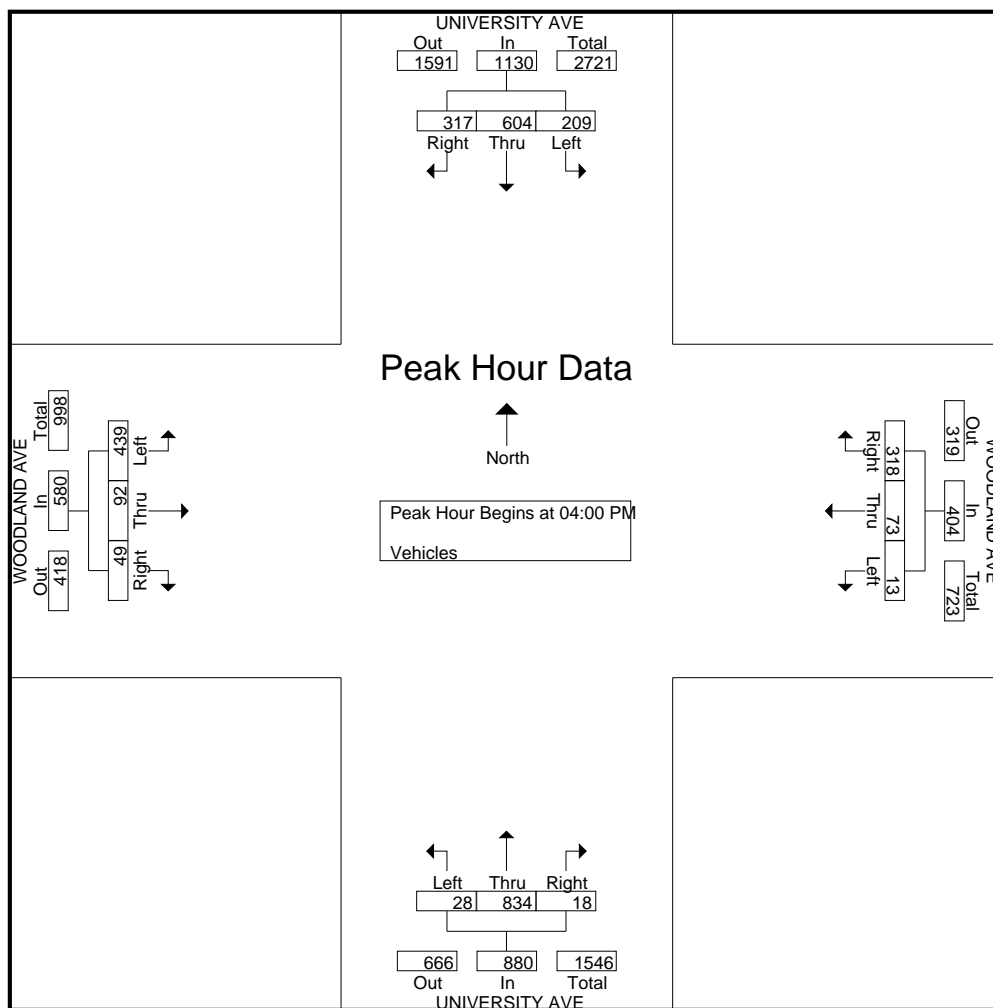 UNIVERSITY AVE
Out In Total
1591 1130 2721
317 604 209
Right Thru Left
Peak Hour Data
North
Peak Hour Begins at 04:00 PM
Vehicles
WOODLAND AVE
Out In Total
418 580 998
49 92 439
Right Thru Left
WOODLAND AVE
Out In Total
319 404 723
318 73 13
Right Thru Left
Left Thru Right
28 834 18
666 880 1546
Out In Total
UNIVERSITY AVE